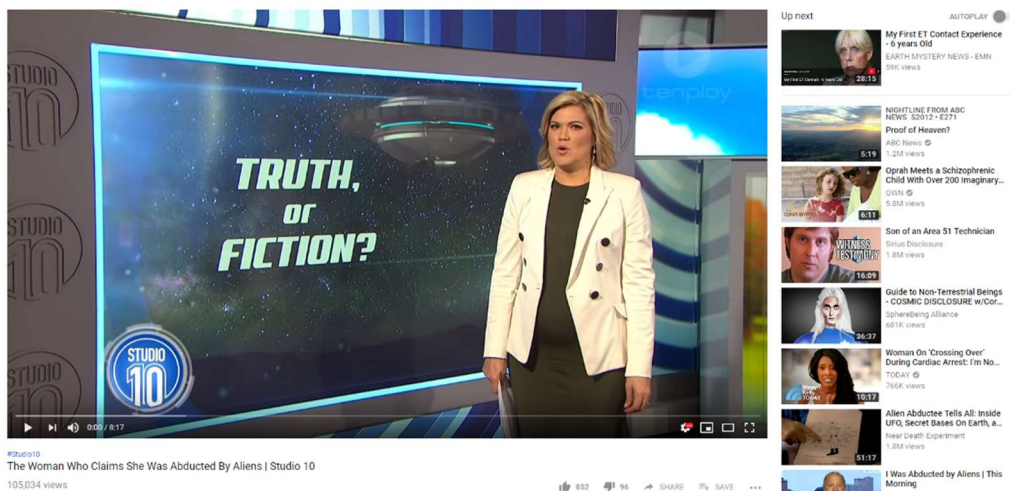 Up next
AUTOPLAY
STUDIO
10
tenplay
TRUTH,
or
FICTION?
STUDIO
10
STUDIO
10
STUDIO
0:00 / 8:17
#Studio10
The Woman Who Claims She Was Abducted By Aliens | Studio 10
105,034 views
852
96
SHARE
SAVE
My First ET Contact Experience
- 6 years Old
EARTH MYSTERY NEWS - EMN
59K views
28:15
NIGHTLINE FROM ABC
NEWS S2012 • E271
Proof of Heaven?
ABC News
1.2M views
5:19
Oprah Meets a Schizophrenic
Child With Over 200 Imaginary...
OWN
5.8M views
6:11
Son of an Area 51 Technician
Sirius Disclosure
1.8M views
WITNESS
TESTIMONY
16:09
Guide to Non-Terrestrial Beings
- COSMIC DISCLOSURE w/Cor...
SphereBeing Alliance
681K views
36:37
Woman On 'Crossing Over'
During Cardiac Arrest: I'm No...
TODAY
766K views
TODAY
10:17
Alien Abductee Tells All: Inside
UFO, Secret Bases On Earth, a...
Near Death Experiment
1.8M views
51:17
I Was Abducted by Aliens | This
Morning